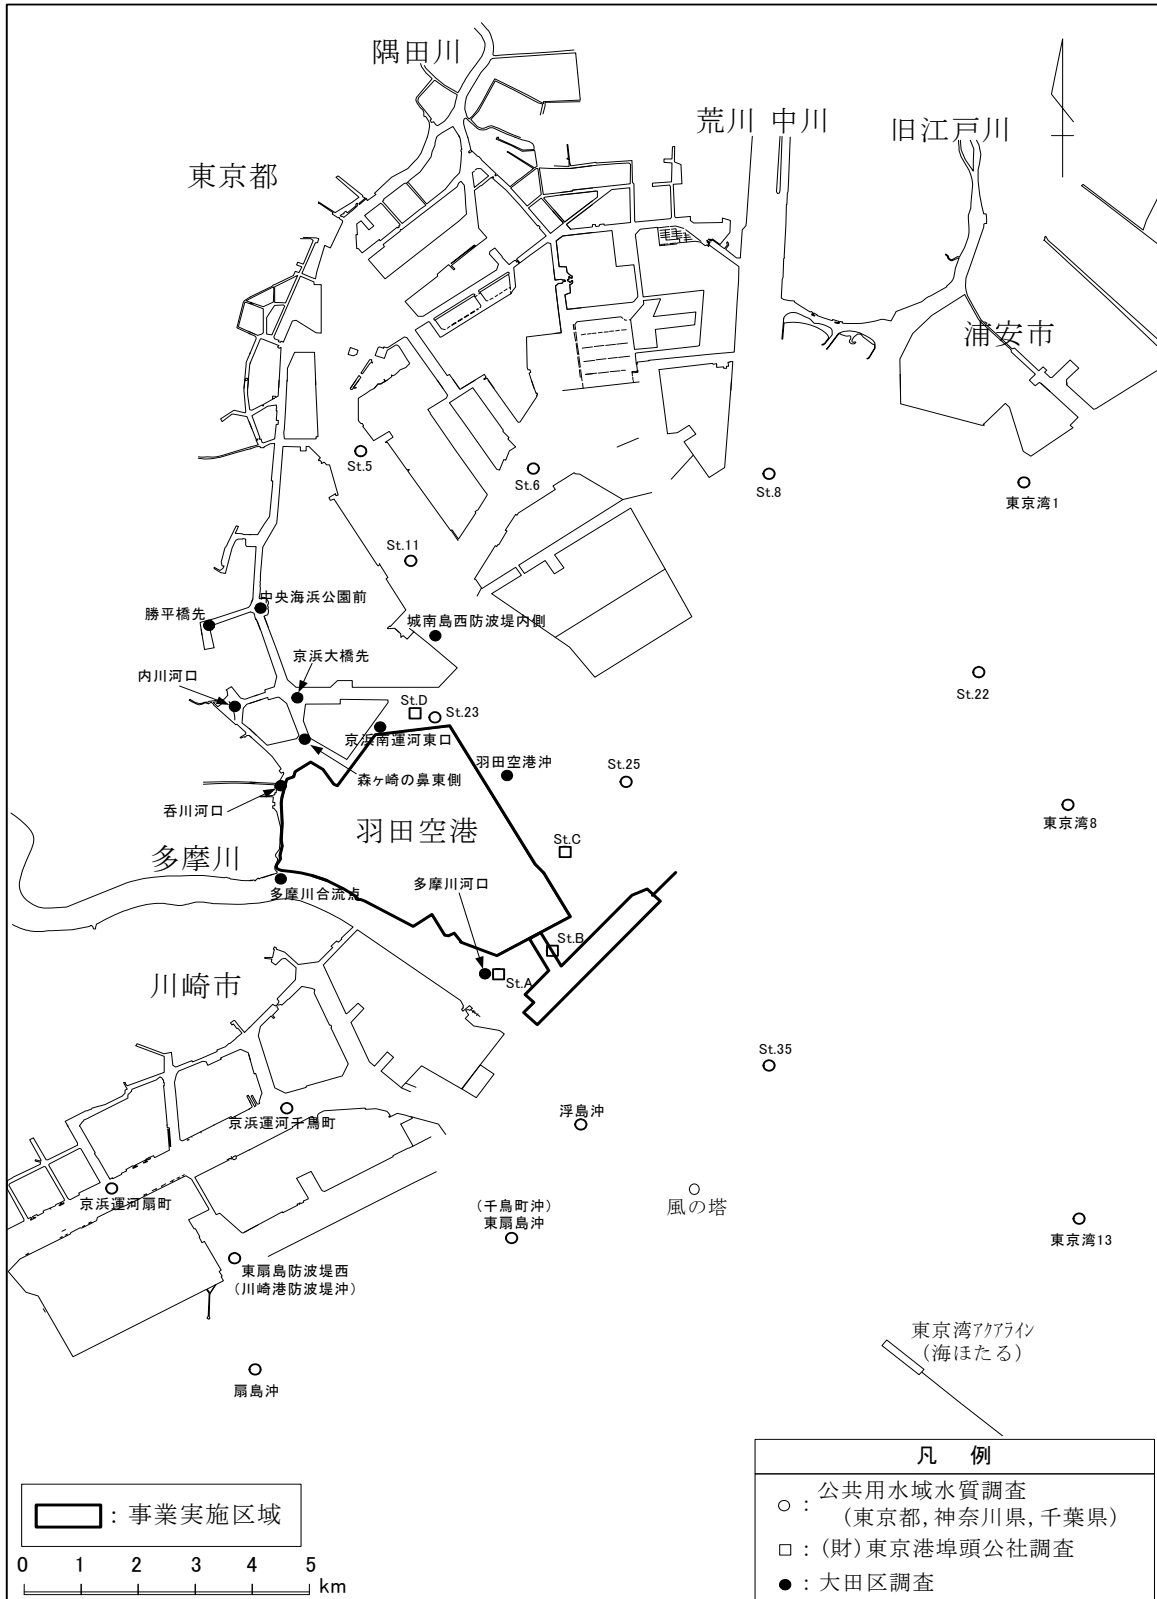 隅田川
荒川 中川
旧江戸川
東京都
浦安市
St.5
St.6
St.8
東京湾1
St.11
中央海浜公園前
勝平橋先
城南島西防波堤内側
京浜大橋先
内川河口
St.22
St.D
St.23
京浜南運河東口
羽田空港沖
St.25
森ヶ崎の鼻東側
呑川河口
東京湾8
羽田空港
St.C
多摩川
多摩川河口
多摩川合流点
St.B
St.A
川崎市
St.35
京浜運河千鳥町
浮島沖
京浜運河扇町
風の塔
(千鳥町沖)
東扇島沖
東京湾13
東扇島防波堤西
(川崎港防波堤沖)
東京湾アクアライン
(海ほたる)
扇島沖
凡 例
○ : 公共用水域水質調査
(東京都,神奈川県,千葉県)
□ : (財)東京港埠頭公社調査
● : 大田区調査
: 事業実施区域
0 1 2 3 4 5
km